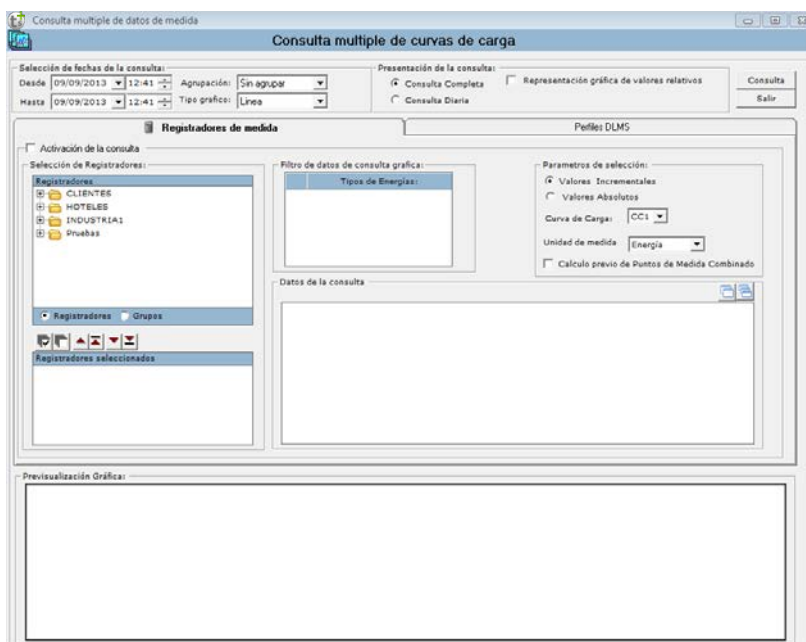 Consulta multiple de datos de medida
Consulta multiple de curvas de carga
Selección de fechas de la consulta:
Desde 09/09/2013 12:41 Agrupación: Sin agrupar
Hasta 09/09/2013 12:41 Tipo grafico: Linea
Presentación de la consulta:
Consulta Completa
Consulta Diaria
Representación gráfica de valores relativos
Consulta
Salir
Registradores de medida
Perfiles DLMS
Activación de la consulta
Selección de Registradores:
Registradores
CLIENTES
HOTELES
INDUSTRIA1
Pruebas
Registradores Grupos
Registradores seleccionados
Filtro de datos de consulta grafica:
Tipos de Energías:
Parametros de selección:
Valores Incrementales
Valores Absolutos
Curva de Carga: CC1
Unidad de medida Energía
Calculo previo de Puntos de Medida Combinado
Datos de la consulta
Previsualización Gráfica: